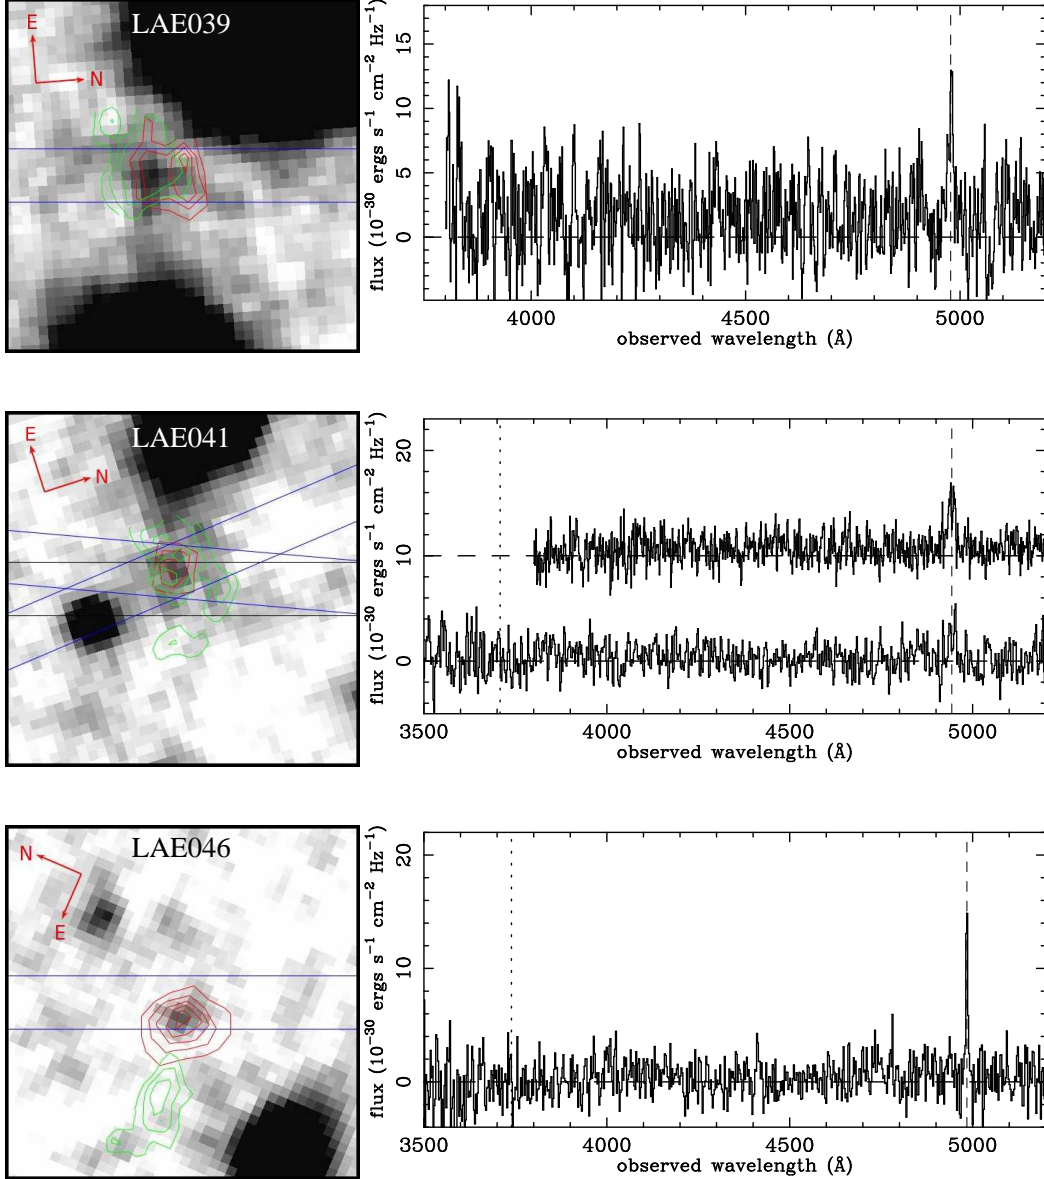 LAE039
E
N
flux (10⁻³⁰ ergs s⁻¹ cm⁻² Hz⁻¹)
15
10
5
0
4000 4500 5000
observed wavelength (Å)
LAE041
E
N
flux (10⁻³⁰ ergs s⁻¹ cm⁻² Hz⁻¹)
20
10
0
3500 4000 4500 5000
observed wavelength (Å)
LAE046
N
E
flux (10⁻³⁰ ergs s⁻¹ cm⁻² Hz⁻¹)
20
10
0
3500 4000 4500 5000
observed wavelength (Å)